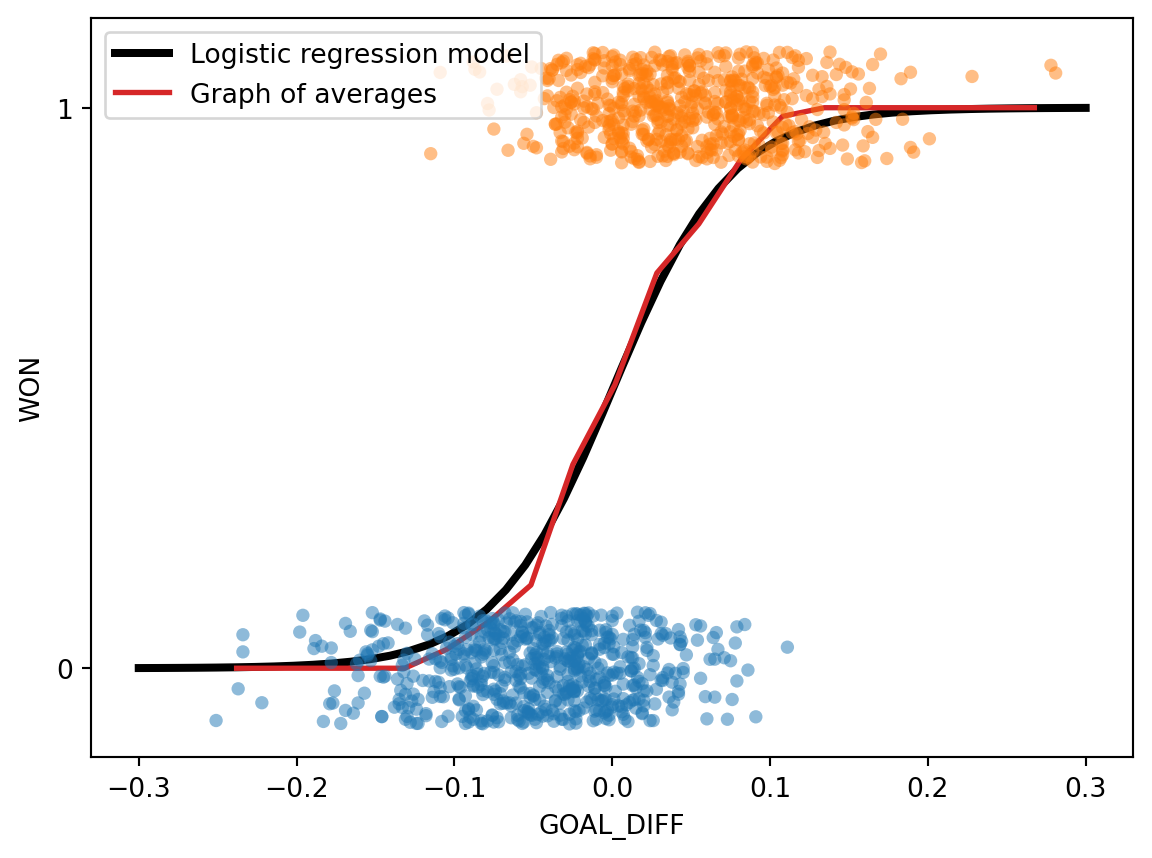 Logistic regression model
Graph of averages
1
WON
0
−0.3 −0.2 −0.1 0.0 0.1 0.2 0.3
GOAL_DIFF